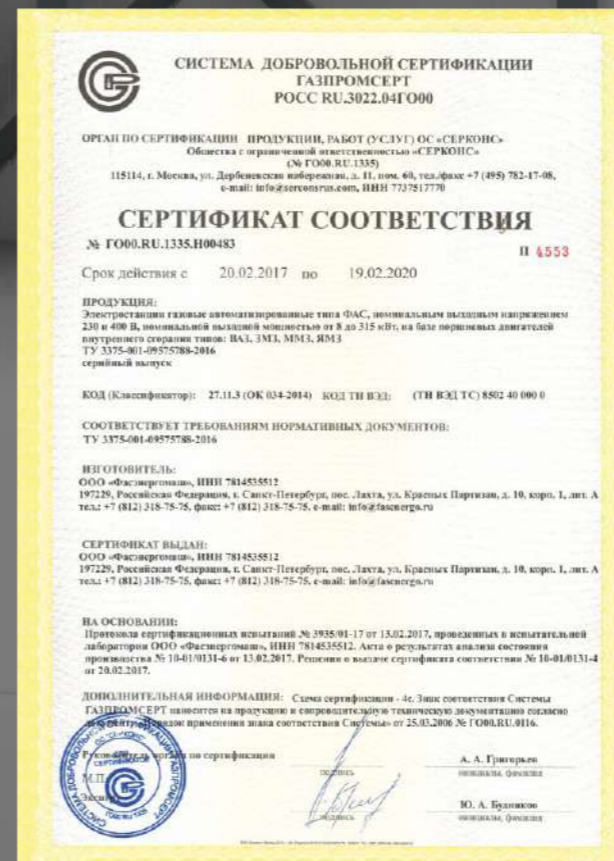 СИСТЕМА ДОБРОВОЛЬНОЙ СЕРТИФИКАЦИИ
ГАЗПРОМСЕРТ
РОСС RU.3022.04ГО00
ОРГАН ПО СЕРТИФИКАЦИИ ПРОДУКЦИИ, РАБОТ (УСЛУГ) ОС «СЕРКОНС»
Общества с ограниченной ответственностью «СЕРКОНС»
(№ ГО00.RU.1335)
115114, г. Москва, ул. Дербеневская набережная, д. 11, пом. 60, тел./факс +7 (495) 782-17-08,
e-mail: info@serconsrus.com, ИНН 7737517770
СЕРТИФИКАТ СООТВЕТСТВИЯ
№ ГО00.RU.1335.Н00483
П 4553
Срок действия с 20.02.2017 по 19.02.2020
ПРОДУКЦИЯ:
Электростанции газовые автоматизированные типа ФАС, номинальным выходным напряжением
230 и 400 В, номинальной выходной мощностью от 8 до 315 кВт, на базе поршневых двигателей
внутреннего сгорания типов: ВАЗ, ЗМЗ, ММЗ, ЯМЗ
ТУ 3375-001-09575788-2016
серийный выпуск
КОД (Классификатор): 27.11.3 (ОК 034-2014) КОД ТН ВЭД: (ТН ВЭД ТС) 8502 40 000 0
СООТВЕТСТВУЕТ ТРЕБОВАНИЯМ НОРМАТИВНЫХ ДОКУМЕНТОВ:
ТУ 3375-001-09575788-2016
ИЗГОТОВИТЕЛЬ:
ООО «Фасэнергомаш», ИНН 7814535512
197229, Российская Федерация, г. Санкт-Петербург, пос. Лахта, ул. Красных Партизан, д. 10, корп. 1, лит. А
тел.: +7 (812) 318-75-75, факс: +7 (812) 318-75-75, e-mail: info@fasenergo.ru
СЕРТИФИКАТ ВЫДАН:
ООО «Фасэнергомаш», ИНН 7814535512
197229, Российская Федерация, г. Санкт-Петербург, пос. Лахта, ул. Красных Партизан, д. 10, корп. 1, лит. А
тел.: +7 (812) 318-75-75, факс: +7 (812) 318-75-75, e-mail: info@fasenergo.ru
НА ОСНОВАНИИ:
Протокола сертификационных испытаний № 3935/01-17 от 13.02.2017, проведенных в испытательной
лаборатории ООО «Фасэнергомаш», ИНН 7814535512. Акта о результатах анализа состояния
производства № 10-01/0131-6 от 13.02.2017. Решения о выдаче сертификата соответствия № 10-01/0131-4
от 20.02.2017.
ДОПОЛНИТЕЛЬНАЯ ИНФОРМАЦИЯ: Схема сертификации - 4с. Знак соответствия Системы
ГАЗПРОМСЕРТ наносится на продукцию и сопроводительную техническую документацию согласно
применения знака соответствия Системы» от 25.03.2006 № ГО00.RU.0116.
Руководитель органа по сертификации
подпись
А. А. Григорьев
инициалы, фамилия
М.П.
Эксперт
подпись
Ю. А. Будников
инициалы, фамилия